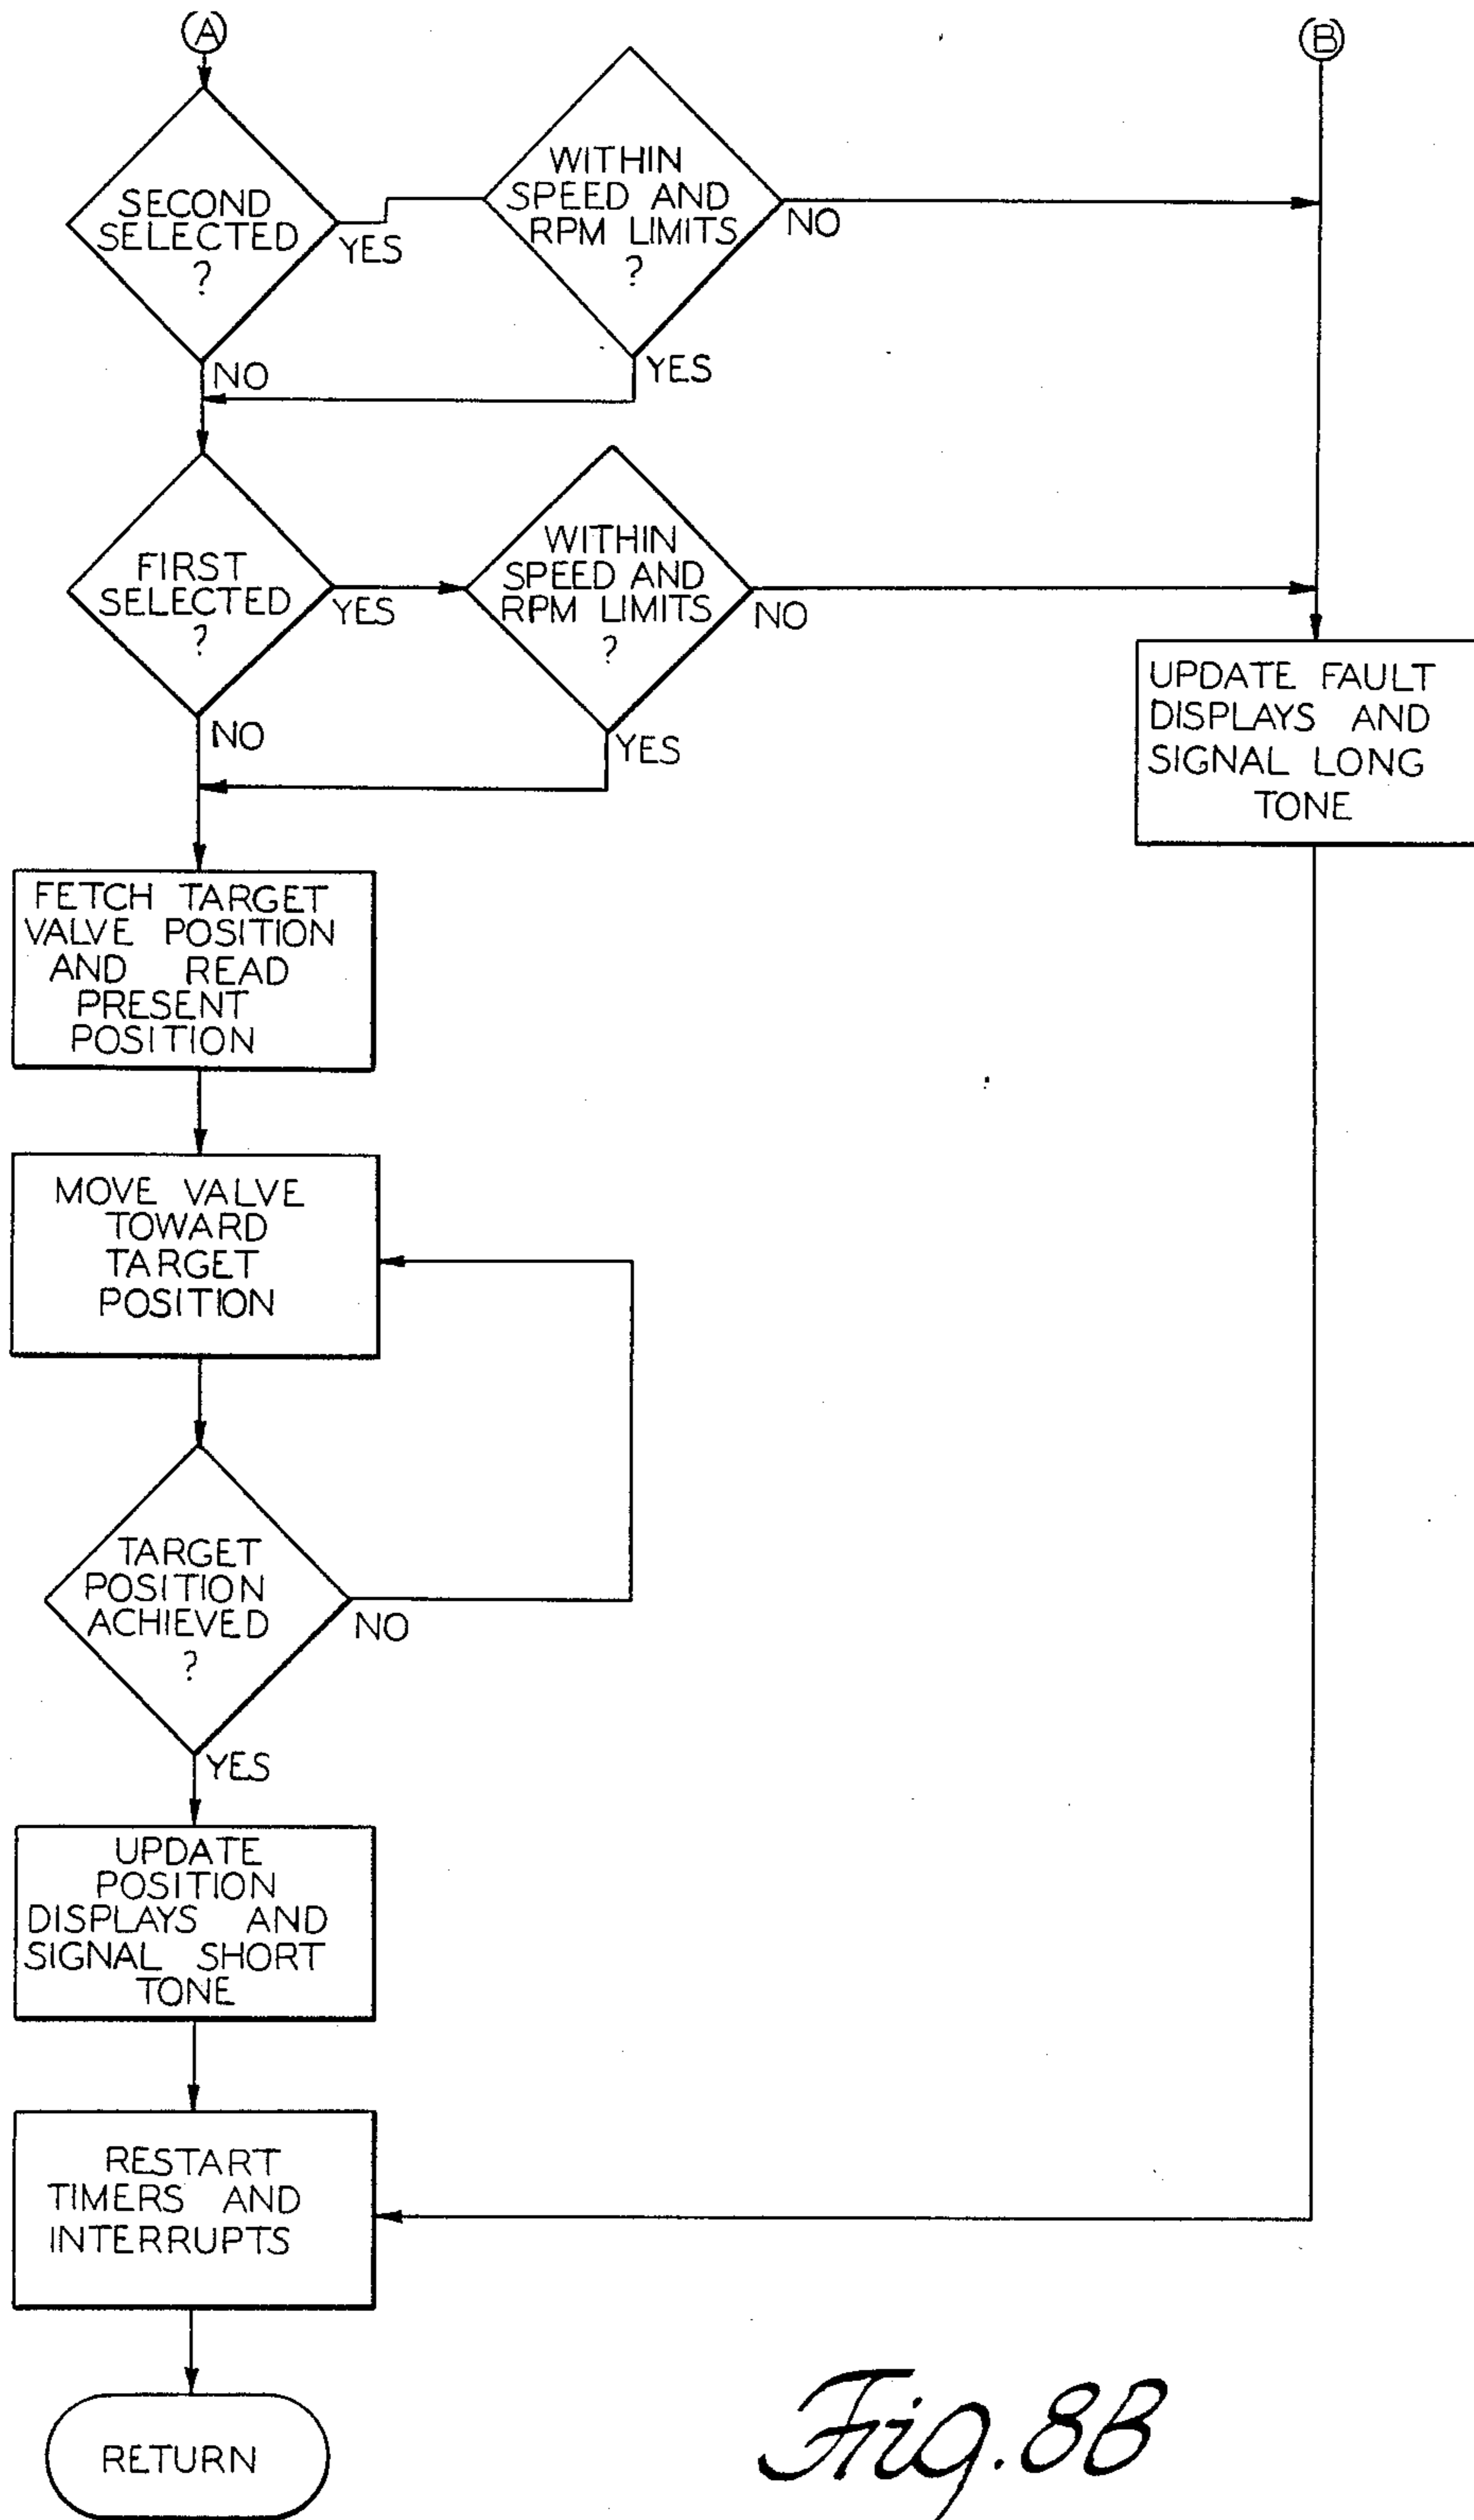 A
B
SECOND
SELECTED
?
YES
NO
WITHIN
SPEED AND
RPM LIMITS
?
NO
YES
FIRST
SELECTED
?
YES
NO
WITHIN
SPEED AND
RPM LIMITS
?
NO
YES
UPDATE FAULT
DISPLAYS AND
SIGNAL LONG
TONE
FETCH TARGET
VALVE POSITION
AND READ
PRESENT
POSITION
MOVE VALVE
TOWARD
TARGET
POSITION
TARGET
POSITION
ACHIEVED
?
NO
YES
UPDATE
POSITION
DISPLAYS AND
SIGNAL SHORT
TONE
RESTART
TIMERS AND
INTERRUPTS
RETURN
Fig. 8B